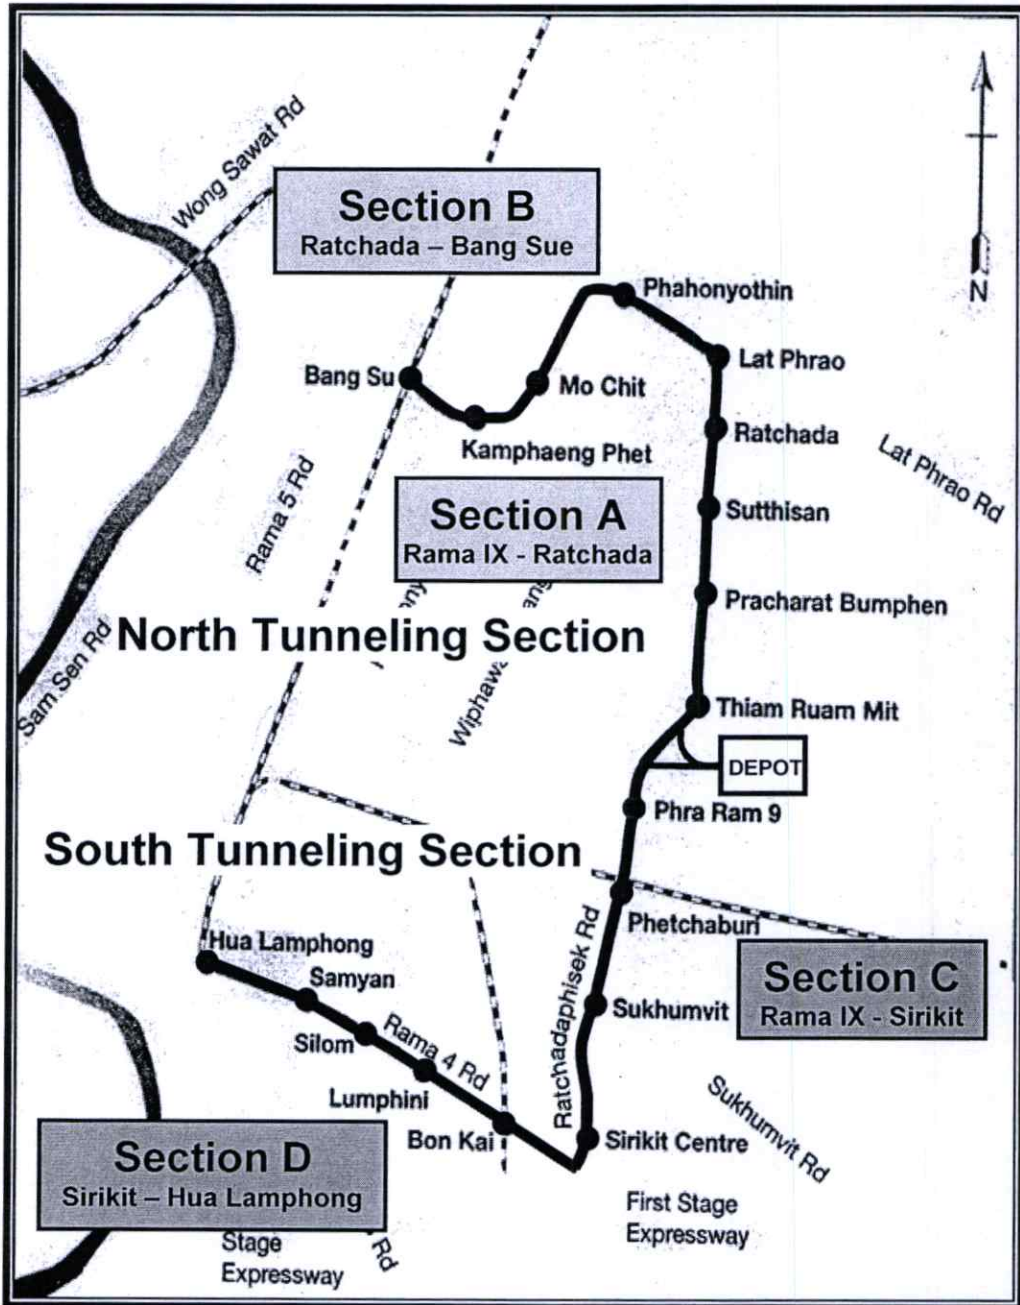 Wong Sawat Rd
Section B
Ratchada – Bang Sue
N
Phahonyothin
Lat Phrao
Bang Su
Mo Chit
Kamphaeng Phet
Ratchada
Lat Phrao Rd
Rama 5 Rd
Section A
Rama IX - Ratchada
Sutthisan
Pracharat Bumphen
North Tunneling Section
Sam Sen Rd
Thiam Ruam Mit
DEPOT
Phra Ram 9
South Tunneling Section
Phetchaburi
Hua Lamphong
Samyan
Silom
Rama 4 Rd
Lumphini
Bon Kai
Ratchadaphisek Rd
Sukhumvit
Section C
Rama IX - Sirikit
Sirikit Centre
Sukhumvit Rd
Section D
Sirikit – Hua Lamphong
First Stage
Expressway
Rd
Stage
Expressway